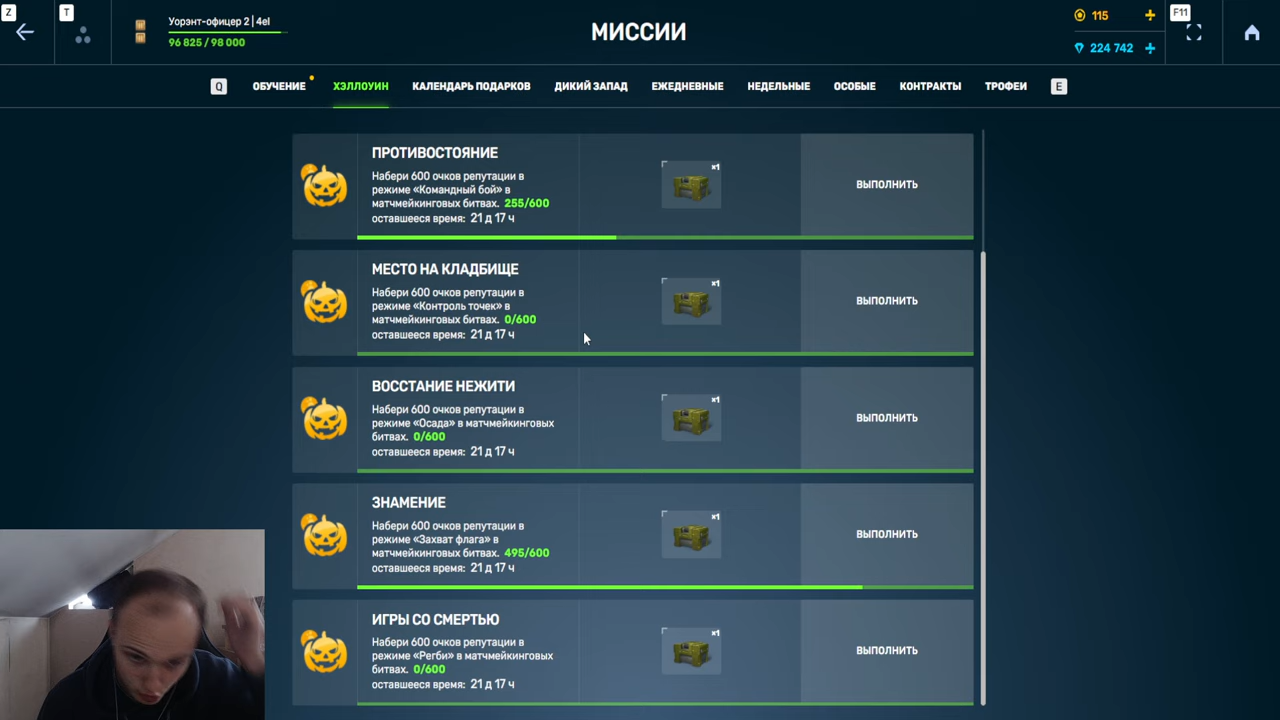 Z
T
Уорэнт-офицер 2 | 4el
96 825 / 98 000
МИССИИ
115
224 742
F11
Q
ОБУЧЕНИЕ
ХЭЛЛОУИН
КАЛЕНДАРЬ ПОДАРКОВ
ДИКИЙ ЗАПАД
ЕЖЕДНЕВНЫЕ
НЕДЕЛЬНЫЕ
ОСОБЫЕ
КОНТРАКТЫ
ТРОФЕИ
E
ПРОТИВОСТОЯНИЕ
Набери 600 очков репутации в
режиме «Командный бой» в
матчмейкинговых битвах. 255/600
оставшееся время: 21 д 17 ч
x1
ВЫПОЛНИТЬ
МЕСТО НА КЛАДБИЩЕ
Набери 600 очков репутации в
режиме «Контроль точек» в
матчмейкинговых битвах. 0/600
оставшееся время: 21 д 17 ч
x1
ВЫПОЛНИТЬ
ВОССТАНИЕ НЕЖИТИ
Набери 600 очков репутации в
режиме «Осада» в матчмейкинговых
битвах. 0/600
оставшееся время: 21 д 17 ч
x1
ВЫПОЛНИТЬ
ЗНАМЕНИЕ
Набери 600 очков репутации в
режиме «Захват флага» в
матчмейкинговых битвах. 495/600
оставшееся время: 21 д 17 ч
x1
ВЫПОЛНИТЬ
ИГРЫ СО СМЕРТЬЮ
Набери 600 очков репутации в
режиме «Регби» в матчмейкинговых
битвах. 0/600
оставшееся время: 21 д 17 ч
x1
ВЫПОЛНИТЬ